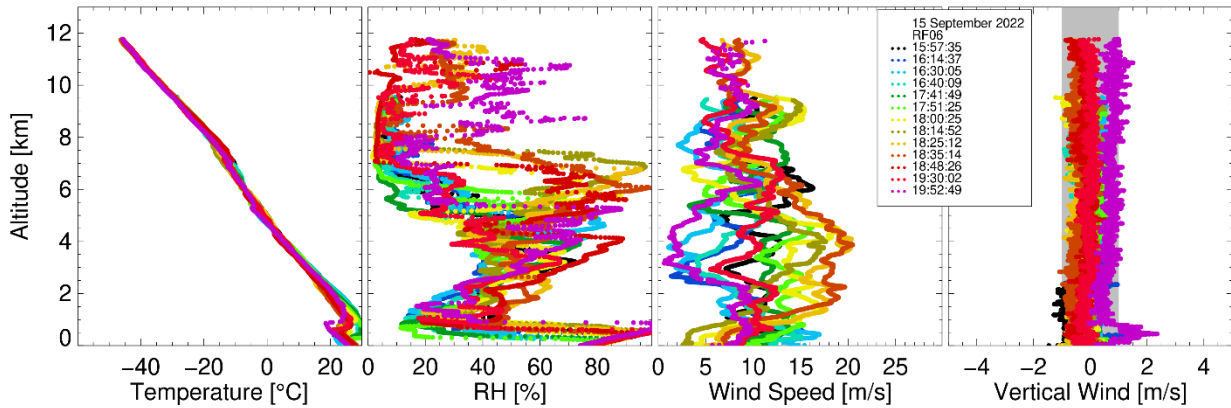 12
10
8
6
4
2
0
Altitude [km]
−40 −20 0 20
Temperature [°C]
20 40 60 80
RH [%]
5 10 15 20 25
Wind Speed [m/s]
−4 −2 0 2 4
Vertical Wind [m/s]
15 September 2022
RF06
15:57:35
16:14:37
16:30:05
16:40:09
17:41:49
17:51:25
18:00:25
18:14:52
18:25:12
18:35:14
18:48:26
19:30:02
19:52:49